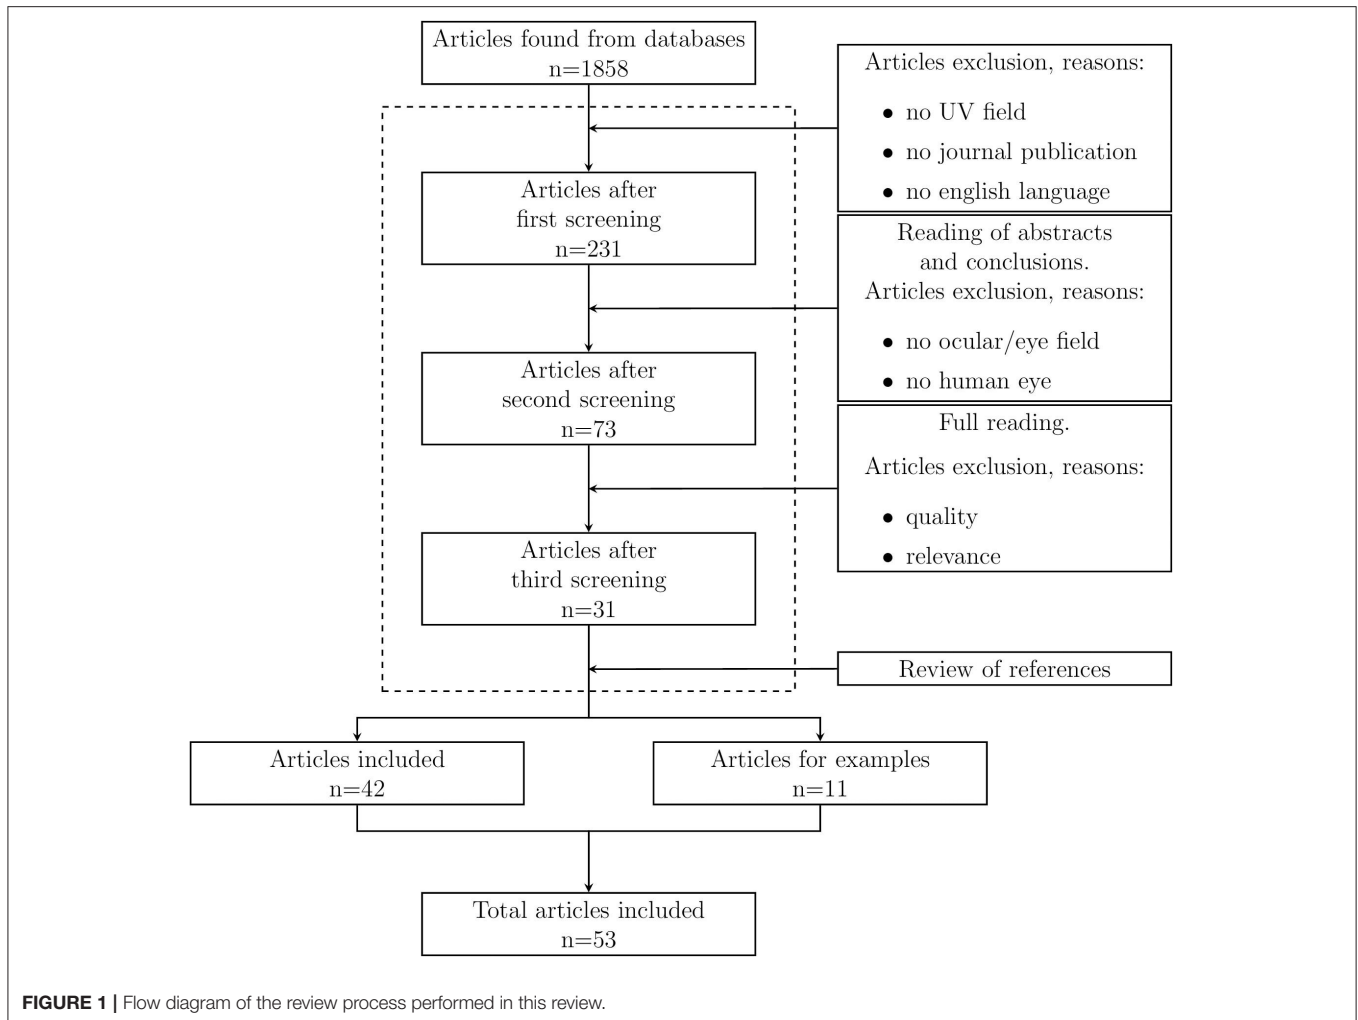 Articles found from databases
n=1858
Articles exclusion, reasons:
• no UV field
• no journal publication
• no english language
Articles after
first screening
n=231
Reading of abstracts
and conclusions.
Articles exclusion, reasons:
• no ocular/eye field
• no human eye
Articles after
second screening
n=73
Full reading.
Articles exclusion, reasons:
• quality
• relevance
Articles after
third screening
n=31
Review of references
Articles included
n=42
Articles for examples
n=11
Total articles included
n=53
FIGURE 1 | Flow diagram of the review process performed in this review.